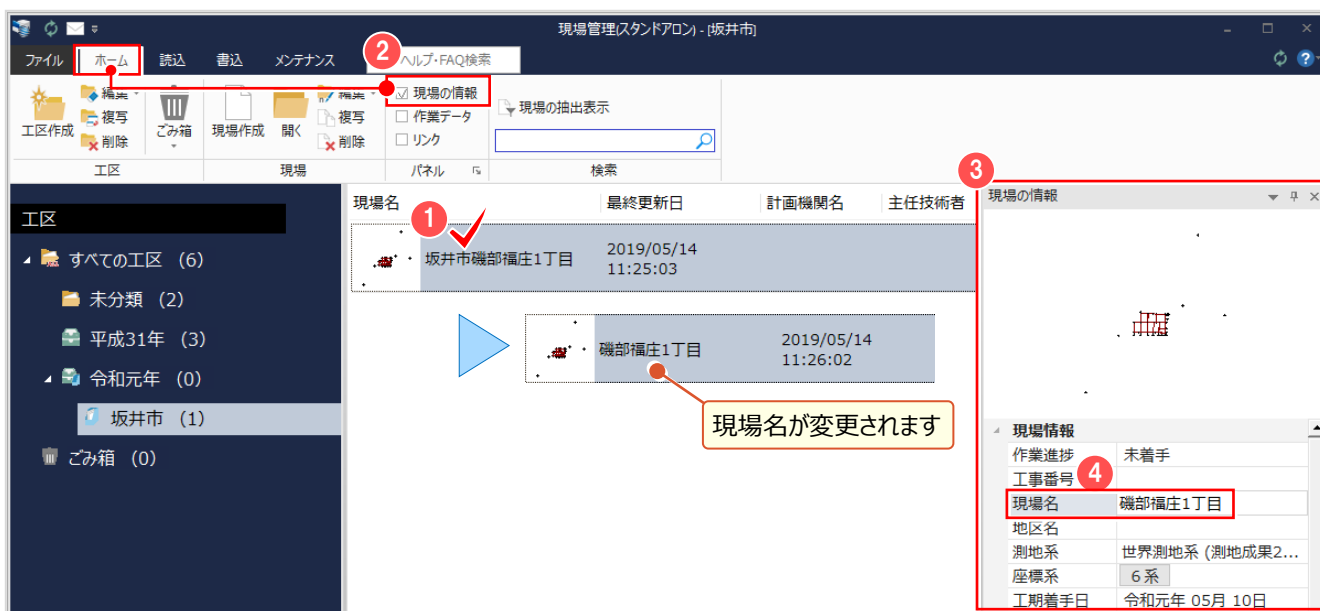 現場管理(スタンドアロン) - [坂井市]
ファイル ホーム 読込 書込 メンテナンス ヘルプ・FAQ検索
2
編集 編集 現場の情報
工区作成 複写 ごみ箱 現場作成 開く 複写 作業データ 現場の抽出表示
削除 削除 リンク
工区 現場 パネル 検索
3
現場名 最終更新日 計画機関名 主任技術者 現場の情報
工区
1
すべての工区 (6)
坂井市磯部福庄1丁目 2019/05/14
11:25:03
未分類 (2)
平成31年 (3)
磯部福庄1丁目 2019/05/14
11:26:02
令和元年 (0)
坂井市 (1)
現場名が変更されます
ごみ箱 (0)
現場情報
作業進捗 未着手
工事番号
4
現場名 磯部福庄1丁目
地区名
測地系 世界測地系 (測地成果2...
座標系 6系
工期着手日 令和元年 05月 10日